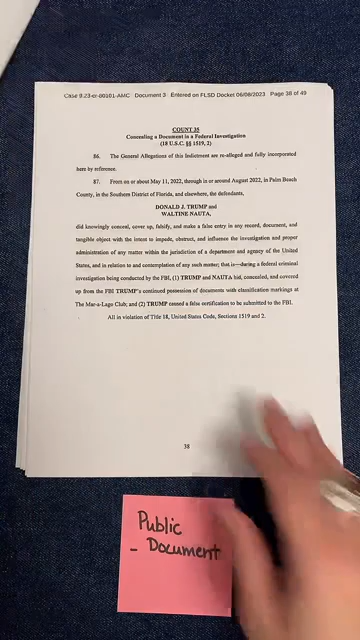 Case 9:23-cr-80101-AMC Document 3 Entered on FLSD Docket 06/08/2023 Page 38 of 49
COUNT 35
Concealing a Document in a Federal Investigation
(18 U.S.C. §§ 1519, 2)
86. The General Allegations of this Indictment are re-alleged and fully incorporated
here by reference.
87. From on or about May 11, 2022, through in or around August 2022, in Palm Beach
County, in the Southern District of Florida, and elsewhere, the defendants,
DONALD J. TRUMP and
WALTINE NAUTA,
did knowingly conceal, cover up, falsify, and make a false entry in any record, document, and
tangible object with the intent to impede, obstruct, and influence the investigation and proper
administration of any matter within the jurisdiction of a department and agency of the United
States, and in relation to and contemplation of any such matter; that is—during a federal criminal
investigation being conducted by the FBI, (1) TRUMP and NAUTA hid, concealed, and covered
up from the FBI TRUMP's continued possession of documents with classification markings at
The Mar-a-Lago Club; and (2) TRUMP caused a false certification to be submitted to the FBI.
All in violation of Title 18, United States Code, Sections 1519 and 2.
38
Public
- Document